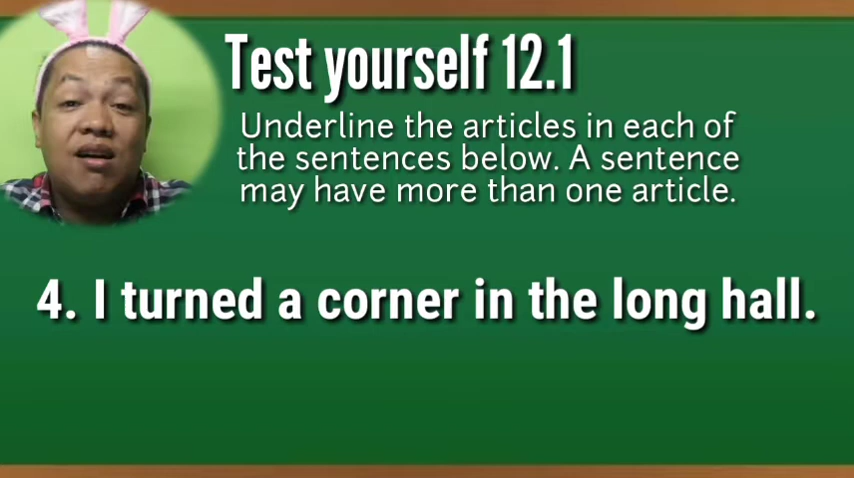 Test yourself 12.1
Underline the articles in each of
the sentences below. A sentence
may have more than one article.
4. I turned a corner in the long hall.